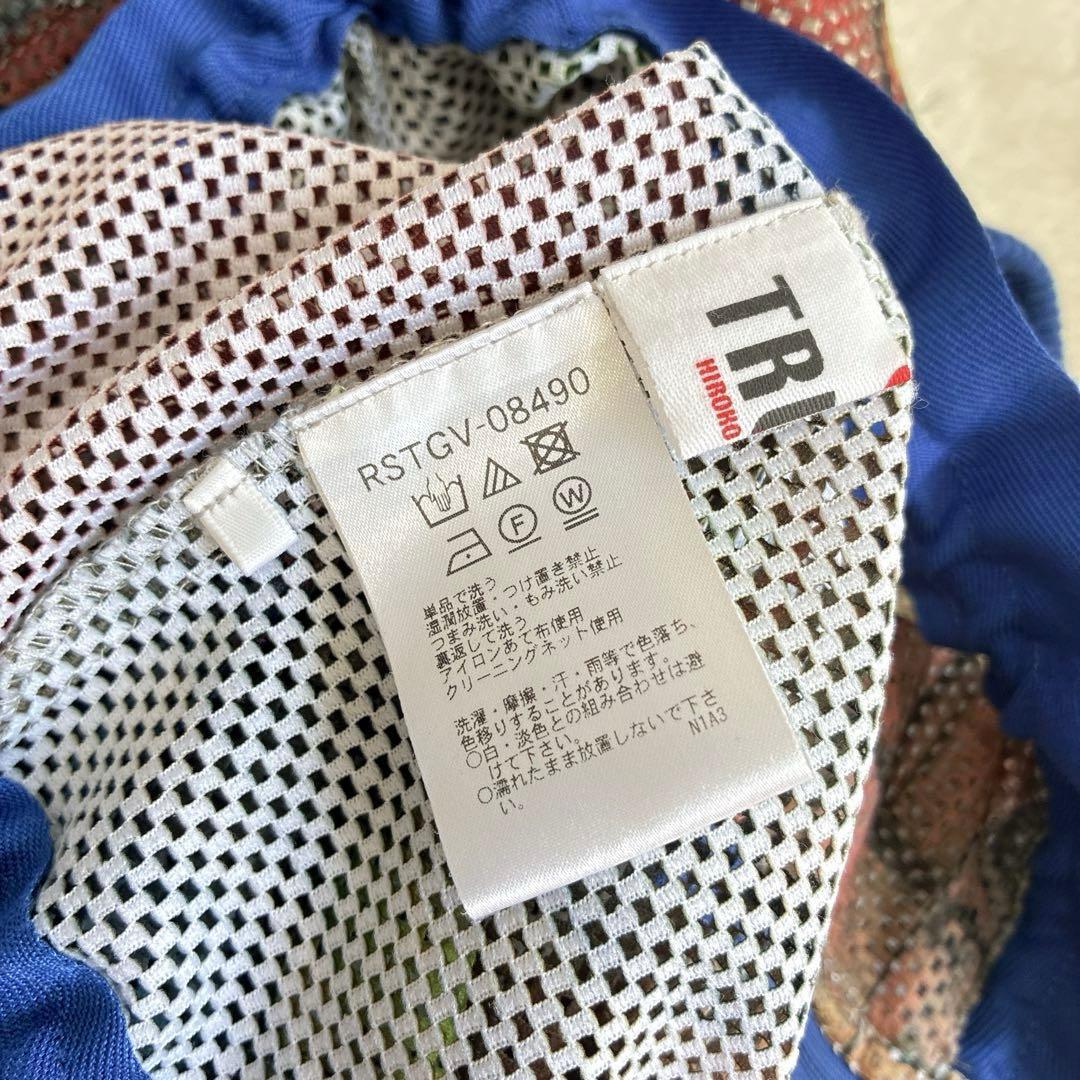 TRU
HIROKO
RSTGV-08490
F W
単品で洗う
湿潤放置・つけ置き禁止
つまみ洗い・もみ洗い禁止
裏返して洗う
アイロンあて布使用
クリーニングネット使用
洗濯・摩擦・汗・雨等で色落ち、
色移りすることがあります。
○白・淡色との組み合わせは避
けて下さい。
○濡れたまま放置しないで下さ
い。
N1A3